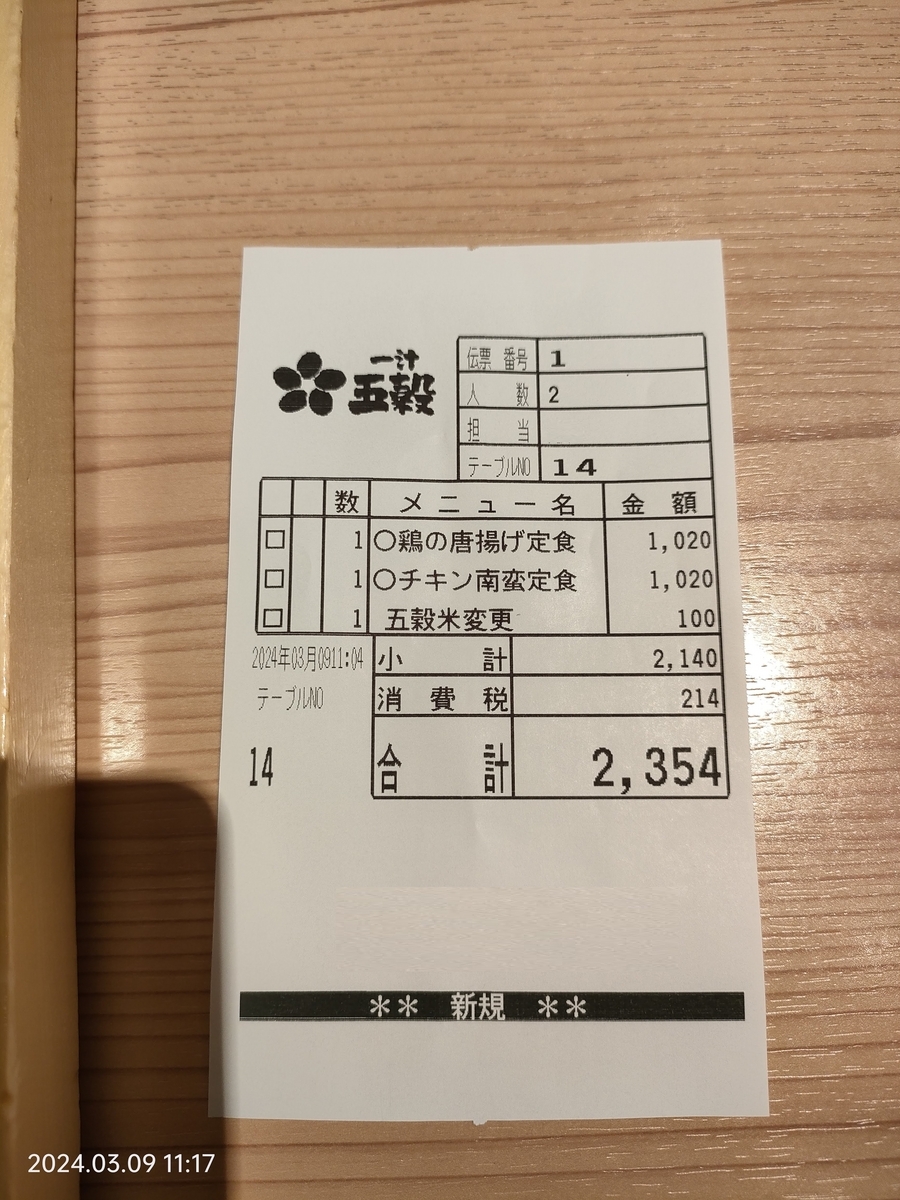 一汁
五穀
伝票番号 1
人数 2
担当
テーブルNO 14
数 メニュー名 金額
□ 1 ○鶏の唐揚げ定食 1,020
□ 1 ○チキン南蛮定食 1,020
□ 1 五穀米変更 100
2024年03月0911:04 小計 2,140
テーブルNO 消費税 214
14 合計 2,354
** 新規 **
2024.03.09 11:17